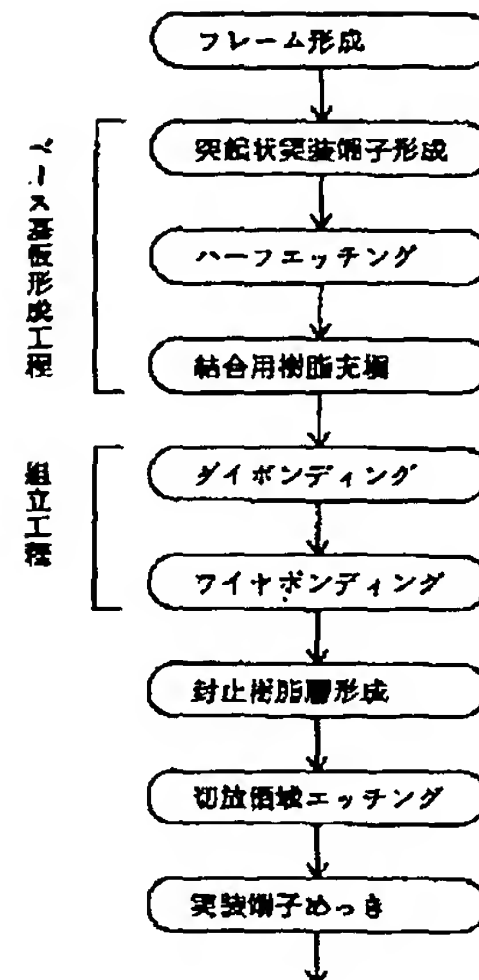 フレーム形成
ベース基板形成工程
突起状実装端子形成
ハーフエッチング
結合用樹脂充填
組立工程
ダイボンディング
ワイヤボンディング
封止樹脂層形成
切放領域エッチング
実装端子めっき